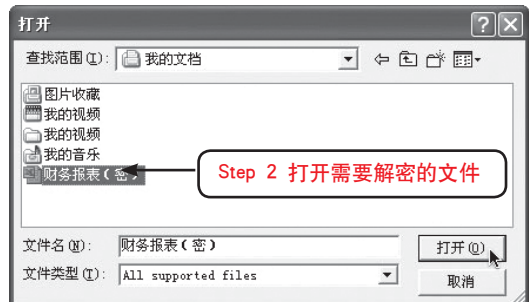 打开
查找范围(I): 我的文档
图片收藏
我的视频
我的视频
我的音乐
财务报表(密)
Step 2 打开需要解密的文件
文件名(N): 财务报表(密) 打开(O)
文件类型(T): All supported files 取消